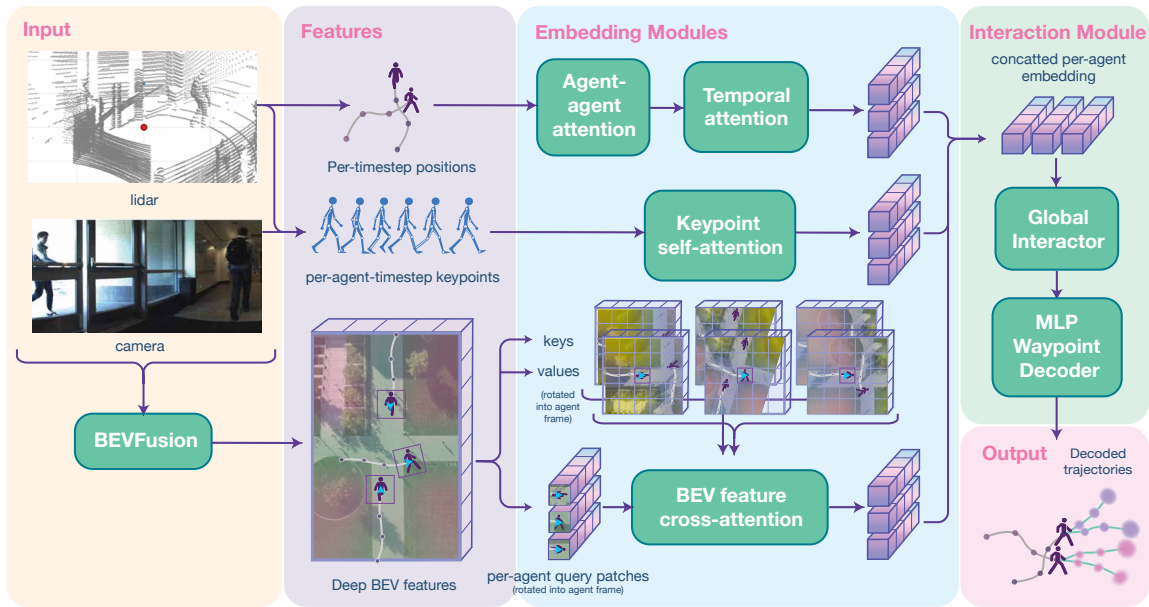 Input
lidar
camera
BEVFusion
Features
Per-timestep positions
per-agent-timestep keypoints
Deep BEV features
Embedding Modules
Agent-
agent
attention
Temporal
attention
Keypoint
self-attention
keys
values
(rotated
into agent
frame)
per-agent query patches
(rotated into agent frame)
BEV feature
cross-attention
Interaction Module
concatted per-agent
embedding
Global
Interactor
MLP
Waypoint
Decoder
Output
Decoded
trajectories